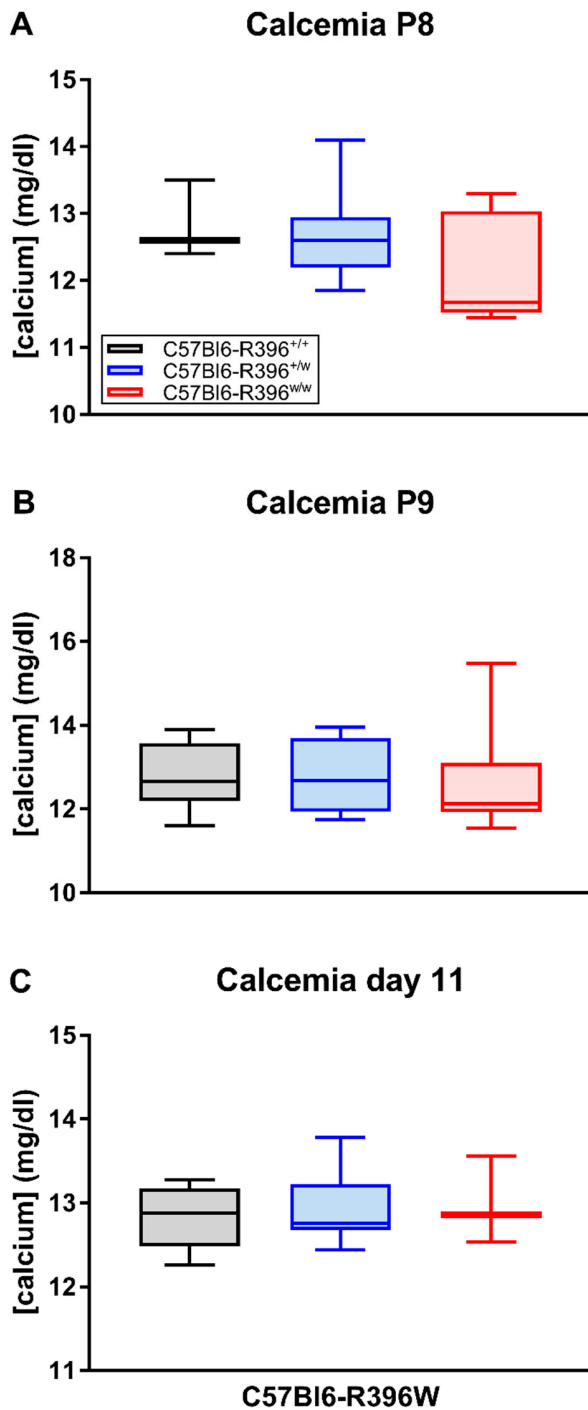 A
Calcemia P8
[calcium] (mg/dl)
15
14
13
12
11
10
C57Bl6-R396+/+
C57Bl6-R396+/w
C57Bl6-R396w/w
B
Calcemia P9
[calcium] (mg/dl)
18
16
14
12
10
C
Calcemia day 11
[calcium] (mg/dl)
15
14
13
12
11
C57Bl6-R396W